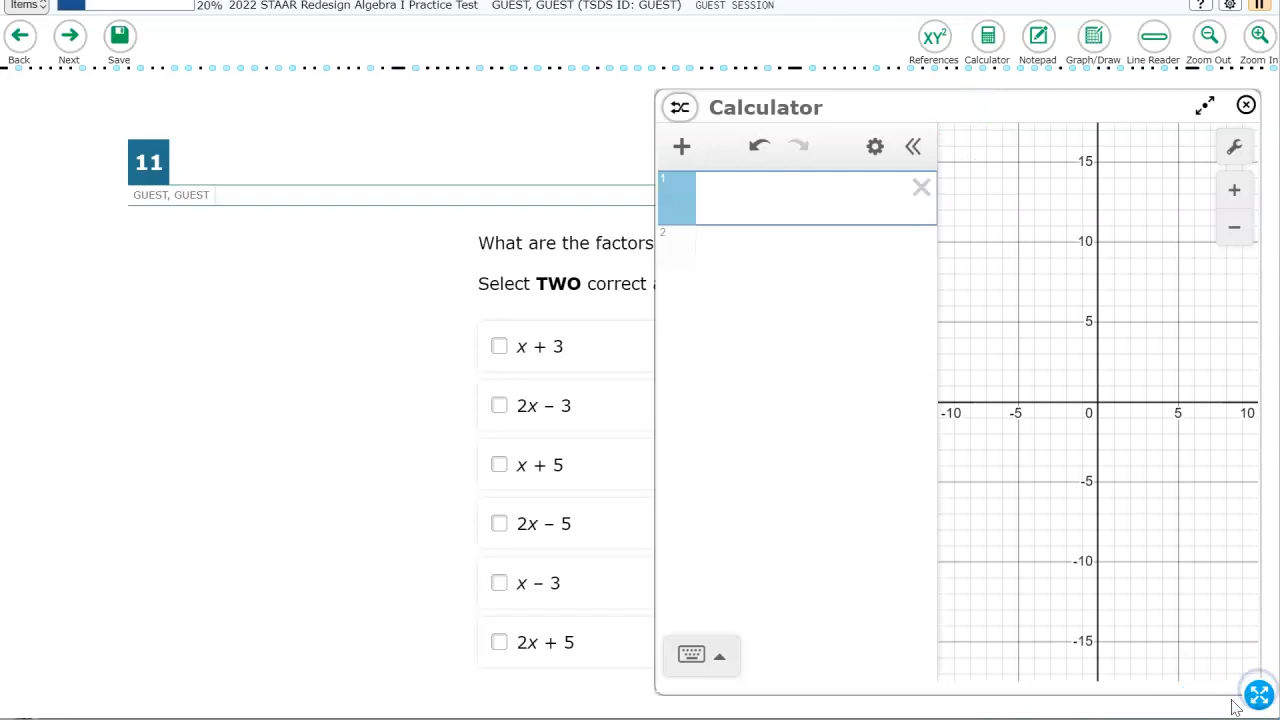 Items 20% 2022 STAAR Redesign Algebra I Practice Test GUEST, GUEST (TSDS ID: GUEST) GUEST SESSION ?
XY²
Back Next Save References Calculator Notepad Graph/Draw Line Reader Zoom Out Zoom In
Calculator
11
GUEST, GUEST
What are the factors
Select TWO correct
x + 3
2x – 3
x + 5
2x – 5
x – 3
2x + 5
1
2
15
10
5
-10 -5 0 5 10
-5
-10
-15